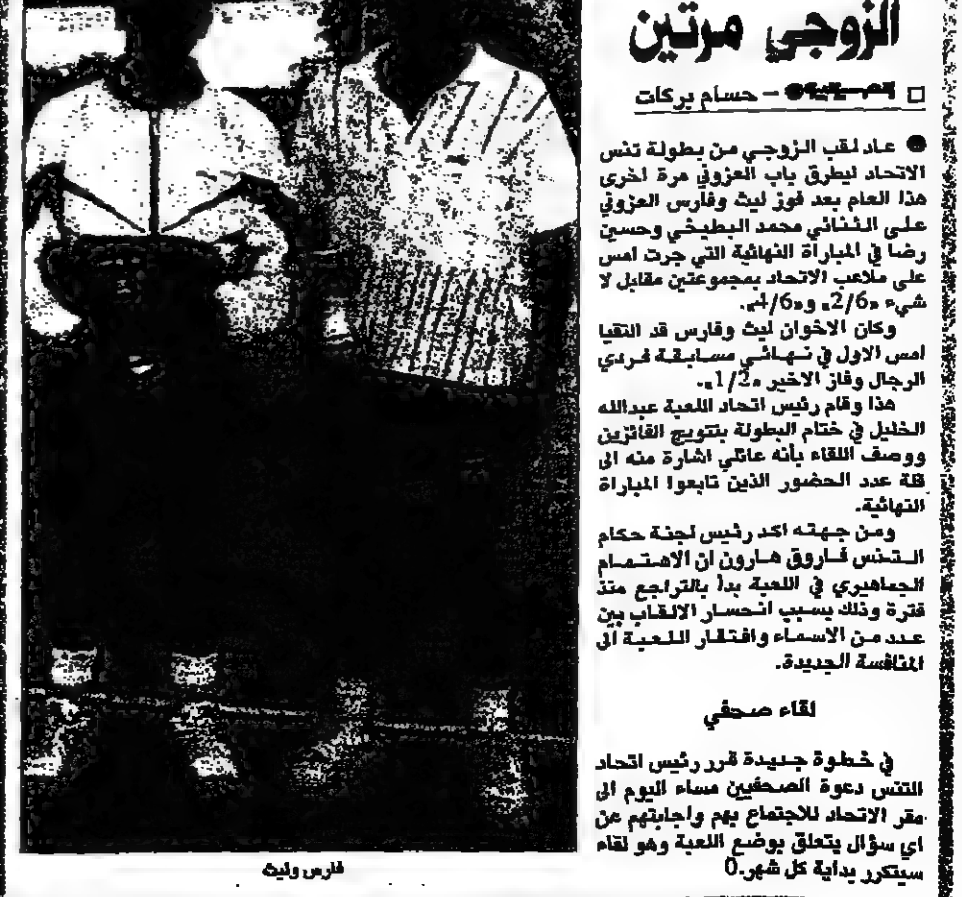 الزوجي مرتين
□ – حسام بركات
● عاد لقب الزوجي من بطولة تنس
الاتحاد ليطرق باب العزوني مرة اخرى
هذا العام بعد فوز ليث وفارس العزوني
على الثنائي محمد البطيخي وحسين
رضا في المباراة النهائية التي جرت امس
على ملاعب الاتحاد بمجموعتين مقابل لا
شيء «2/6» و«4/6».
وكان الاخوان ليث وفارس قد التقيا
امس الاول في نهائي مسابقة فردي
الرجال وفاز الاخير «1/2».
هذا وقام رئيس اتحاد اللعبة عبدالله
الخليل في ختام البطولة بتتويج الفائزين
ووصف اللقاء بأنه عائلي اشارة منه الى
قلة عدد الحضور الذين تابعوا المباراة
النهائية.
ومن جهته اكد رئيس لجنة حكام
التنس فاروق هارون ان الاهتمام
الجماهيري في اللعبة بدأ بالتراجع منذ
فترة وذلك بسبب انحسار الالقاب بين
عدد من الاسماء وافتقار اللعبة الى
المنافسة الجديدة.
لقاء صحفي
في خطوة جديدة قرر رئيس اتحاد
التنس دعوة الصحفيين مساء اليوم الى
مقر الاتحاد للاجتماع بهم واجابتهم عن
اي سؤال يتعلق بوضع اللعبة وهو لقاء
سيتكرر بداية كل شهر.0
فارس وليث